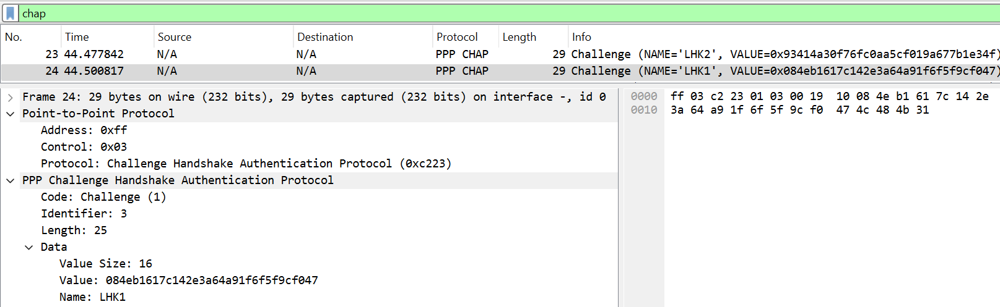 chap
No. Time Source Destination Protocol Length Info
23 44.477842 N/A N/A PPP CHAP 29 Challenge (NAME='LHK2', VALUE=0x93414a30f76fc0aa5cf019a677b1e34f)
24 44.500817 N/A N/A PPP CHAP 29 Challenge (NAME='LHK1', VALUE=0x084eb1617c142e3a64a91f6f5f9cf047)
Frame 24: 29 bytes on wire (232 bits), 29 bytes captured (232 bits) on interface -, id 0
Point-to-Point Protocol
Address: 0xff
Control: 0x03
Protocol: Challenge Handshake Authentication Protocol (0xc223)
PPP Challenge Handshake Authentication Protocol
Code: Challenge (1)
Identifier: 3
Length: 25
Data
Value Size: 16
Value: 084eb1617c142e3a64a91f6f5f9cf047
Name: LHK1
0000 ff 03 c2 23 01 03 00 19 10 08 4e b1 61 7c 14 2e
0010 3a 64 a9 1f 6f 5f 9c f0 47 4c 48 4b 31